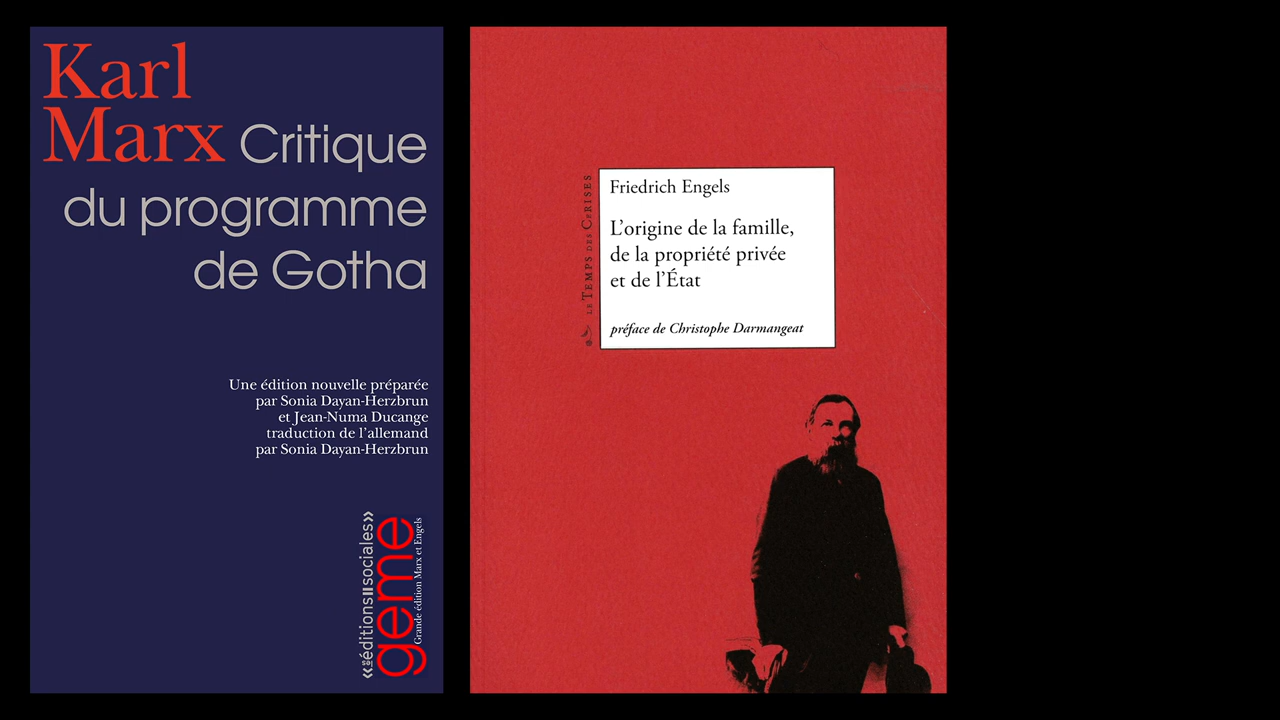 Karl
Marx Critique
du programme
de Gotha
Une édition nouvelle préparée
par Sonia Dayan-Herzbrun
et Jean-Numa Ducange
traduction de l'allemand
par Sonia Dayan-Herzbrun
«les éditions sociales»
geme
Grande édition Marx et Engels
LE TEMPS DES CERISES
Friedrich Engels
L'origine de la famille,
de la propriété privée
et de l'État
préface de Christophe Darmangeat